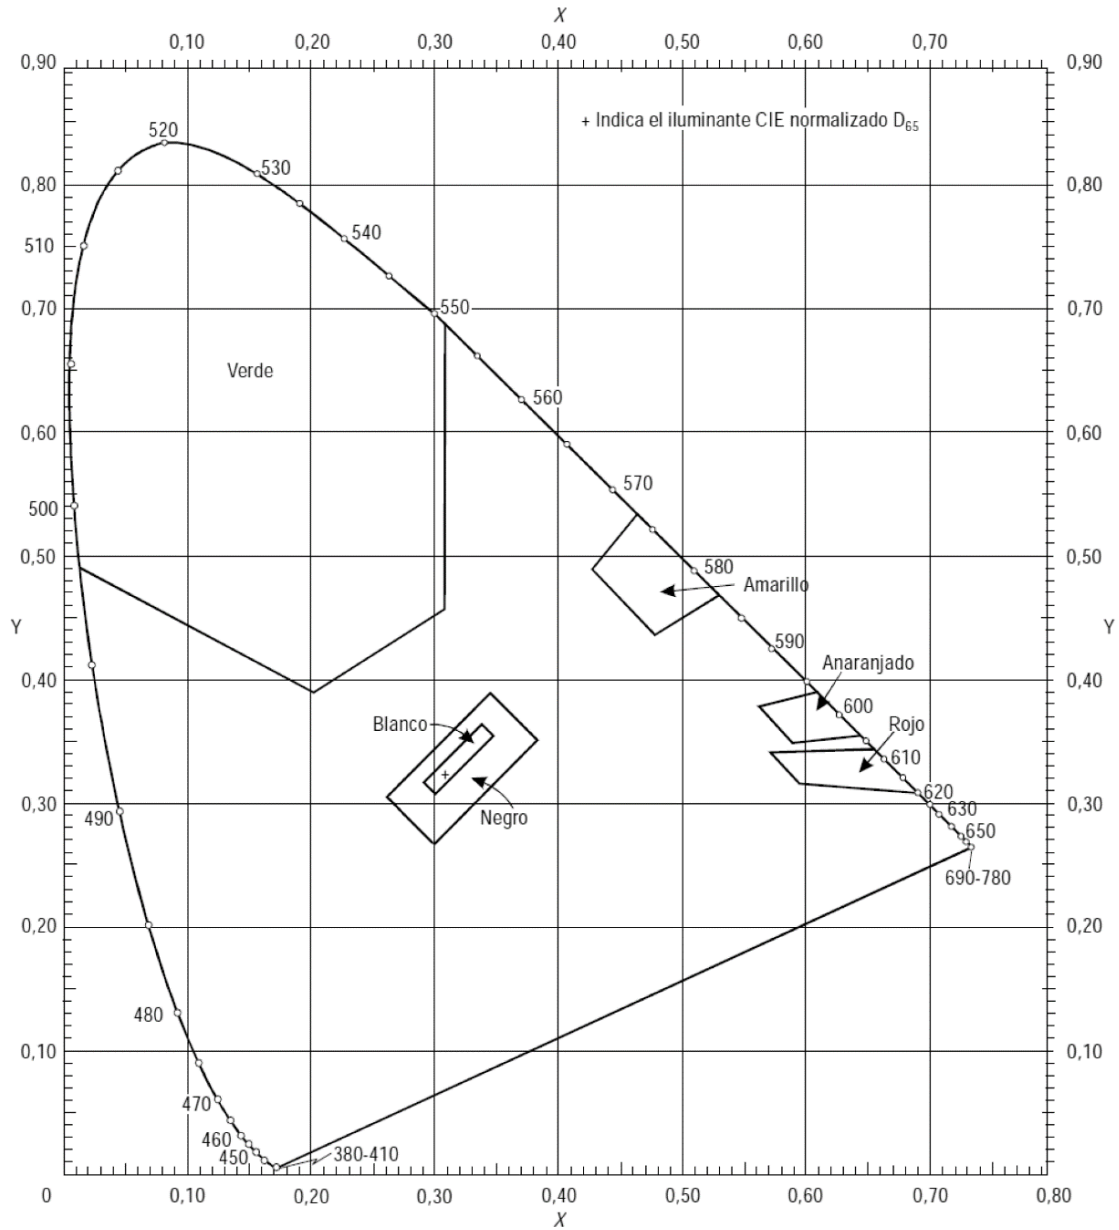 X
0,10 0,20 0,30 0,40 0,50 0,60 0,70
0,90 0,90
+ Indica el iluminante CIE normalizado D65
520
530
0,80 0,80
540
510
550
0,70 0,70
Verde
560
0,60 0,60
570
500
0,50 0,50
580
Amarillo
Y Y
590
Anaranjado
0,40 0,40
600
Blanco Rojo
610
620
0,30 0,30
630
490 Negro
650
690-780
0,20 0,20
480
0,10 0,10
470
460
450 380-410
0 0,10 0,20 0,30 0,40 0,50 0,60 0,70 0,80
X